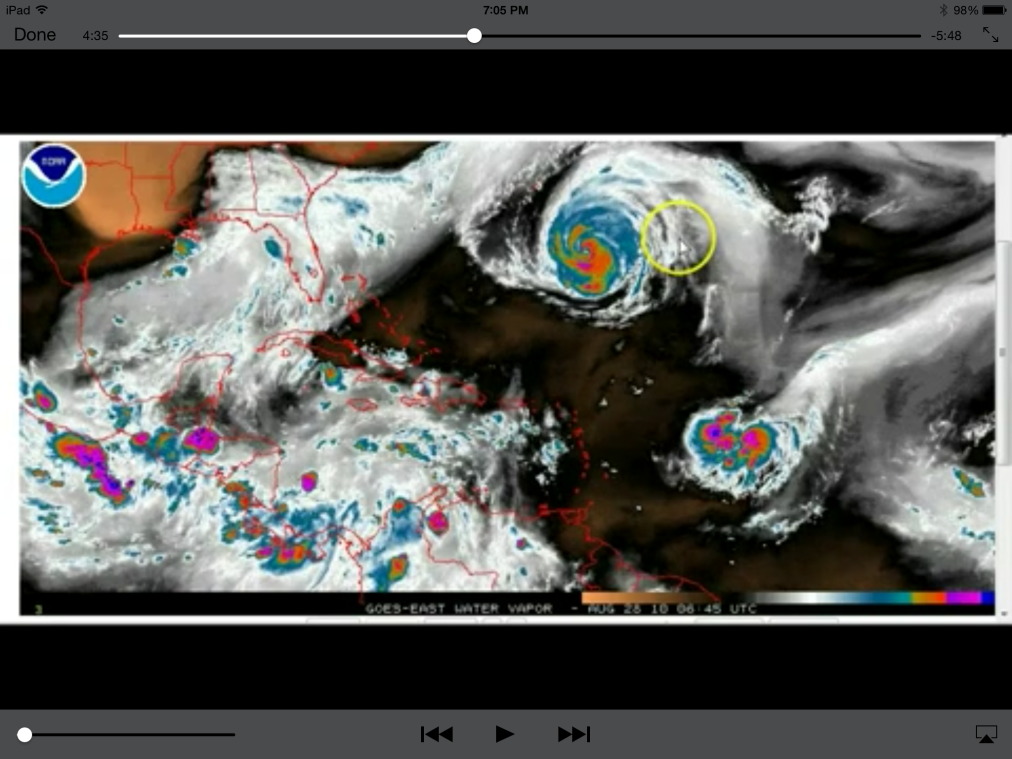 iPad 7:05 PM 98%
Done 4:35 -5:48
NOAA
3 GOES-EAST WATER VAPOR - AUG 28 10 06:45 UTC